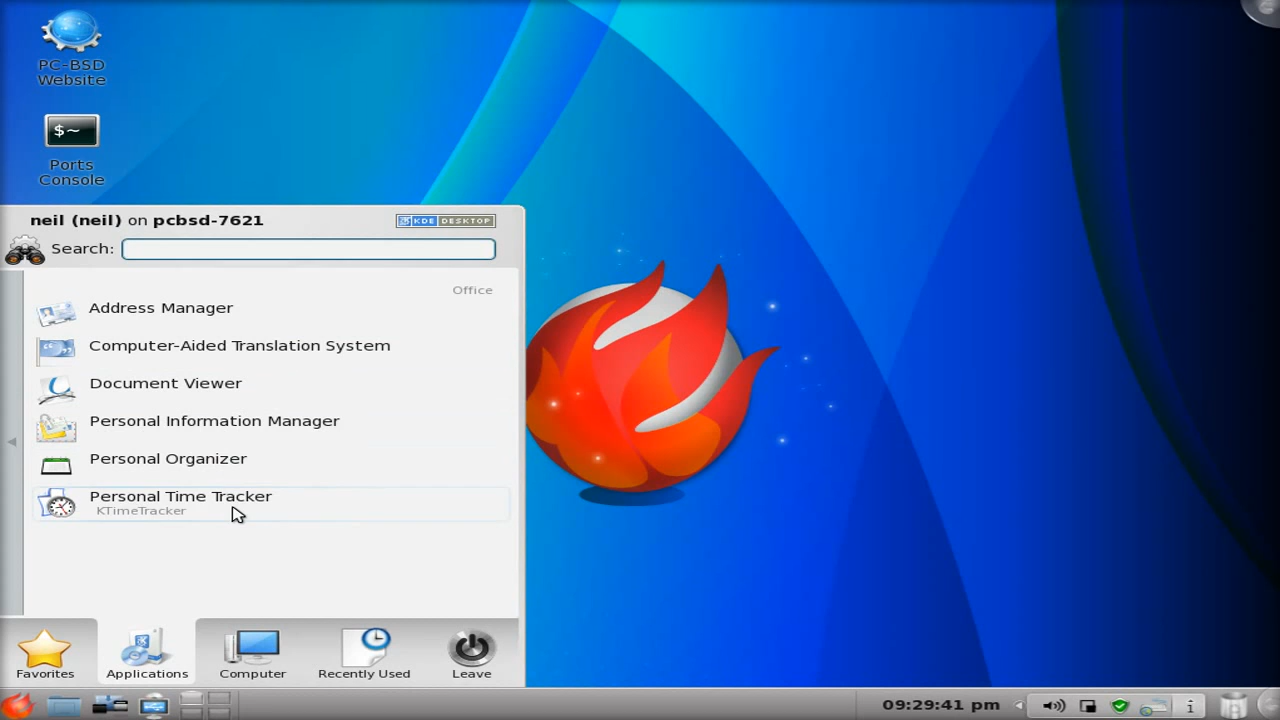 PC-BSD
Website
$~
Ports
Console
neil (neil) on pcbsd-7621
KDE DESKTOP
Search:
Office
Address Manager
Computer-Aided Translation System
Document Viewer
Personal Information Manager
Personal Organizer
Personal Time Tracker
KTimeTracker
Favorites
Applications
Computer
Recently Used
Leave
09:29:41 pm